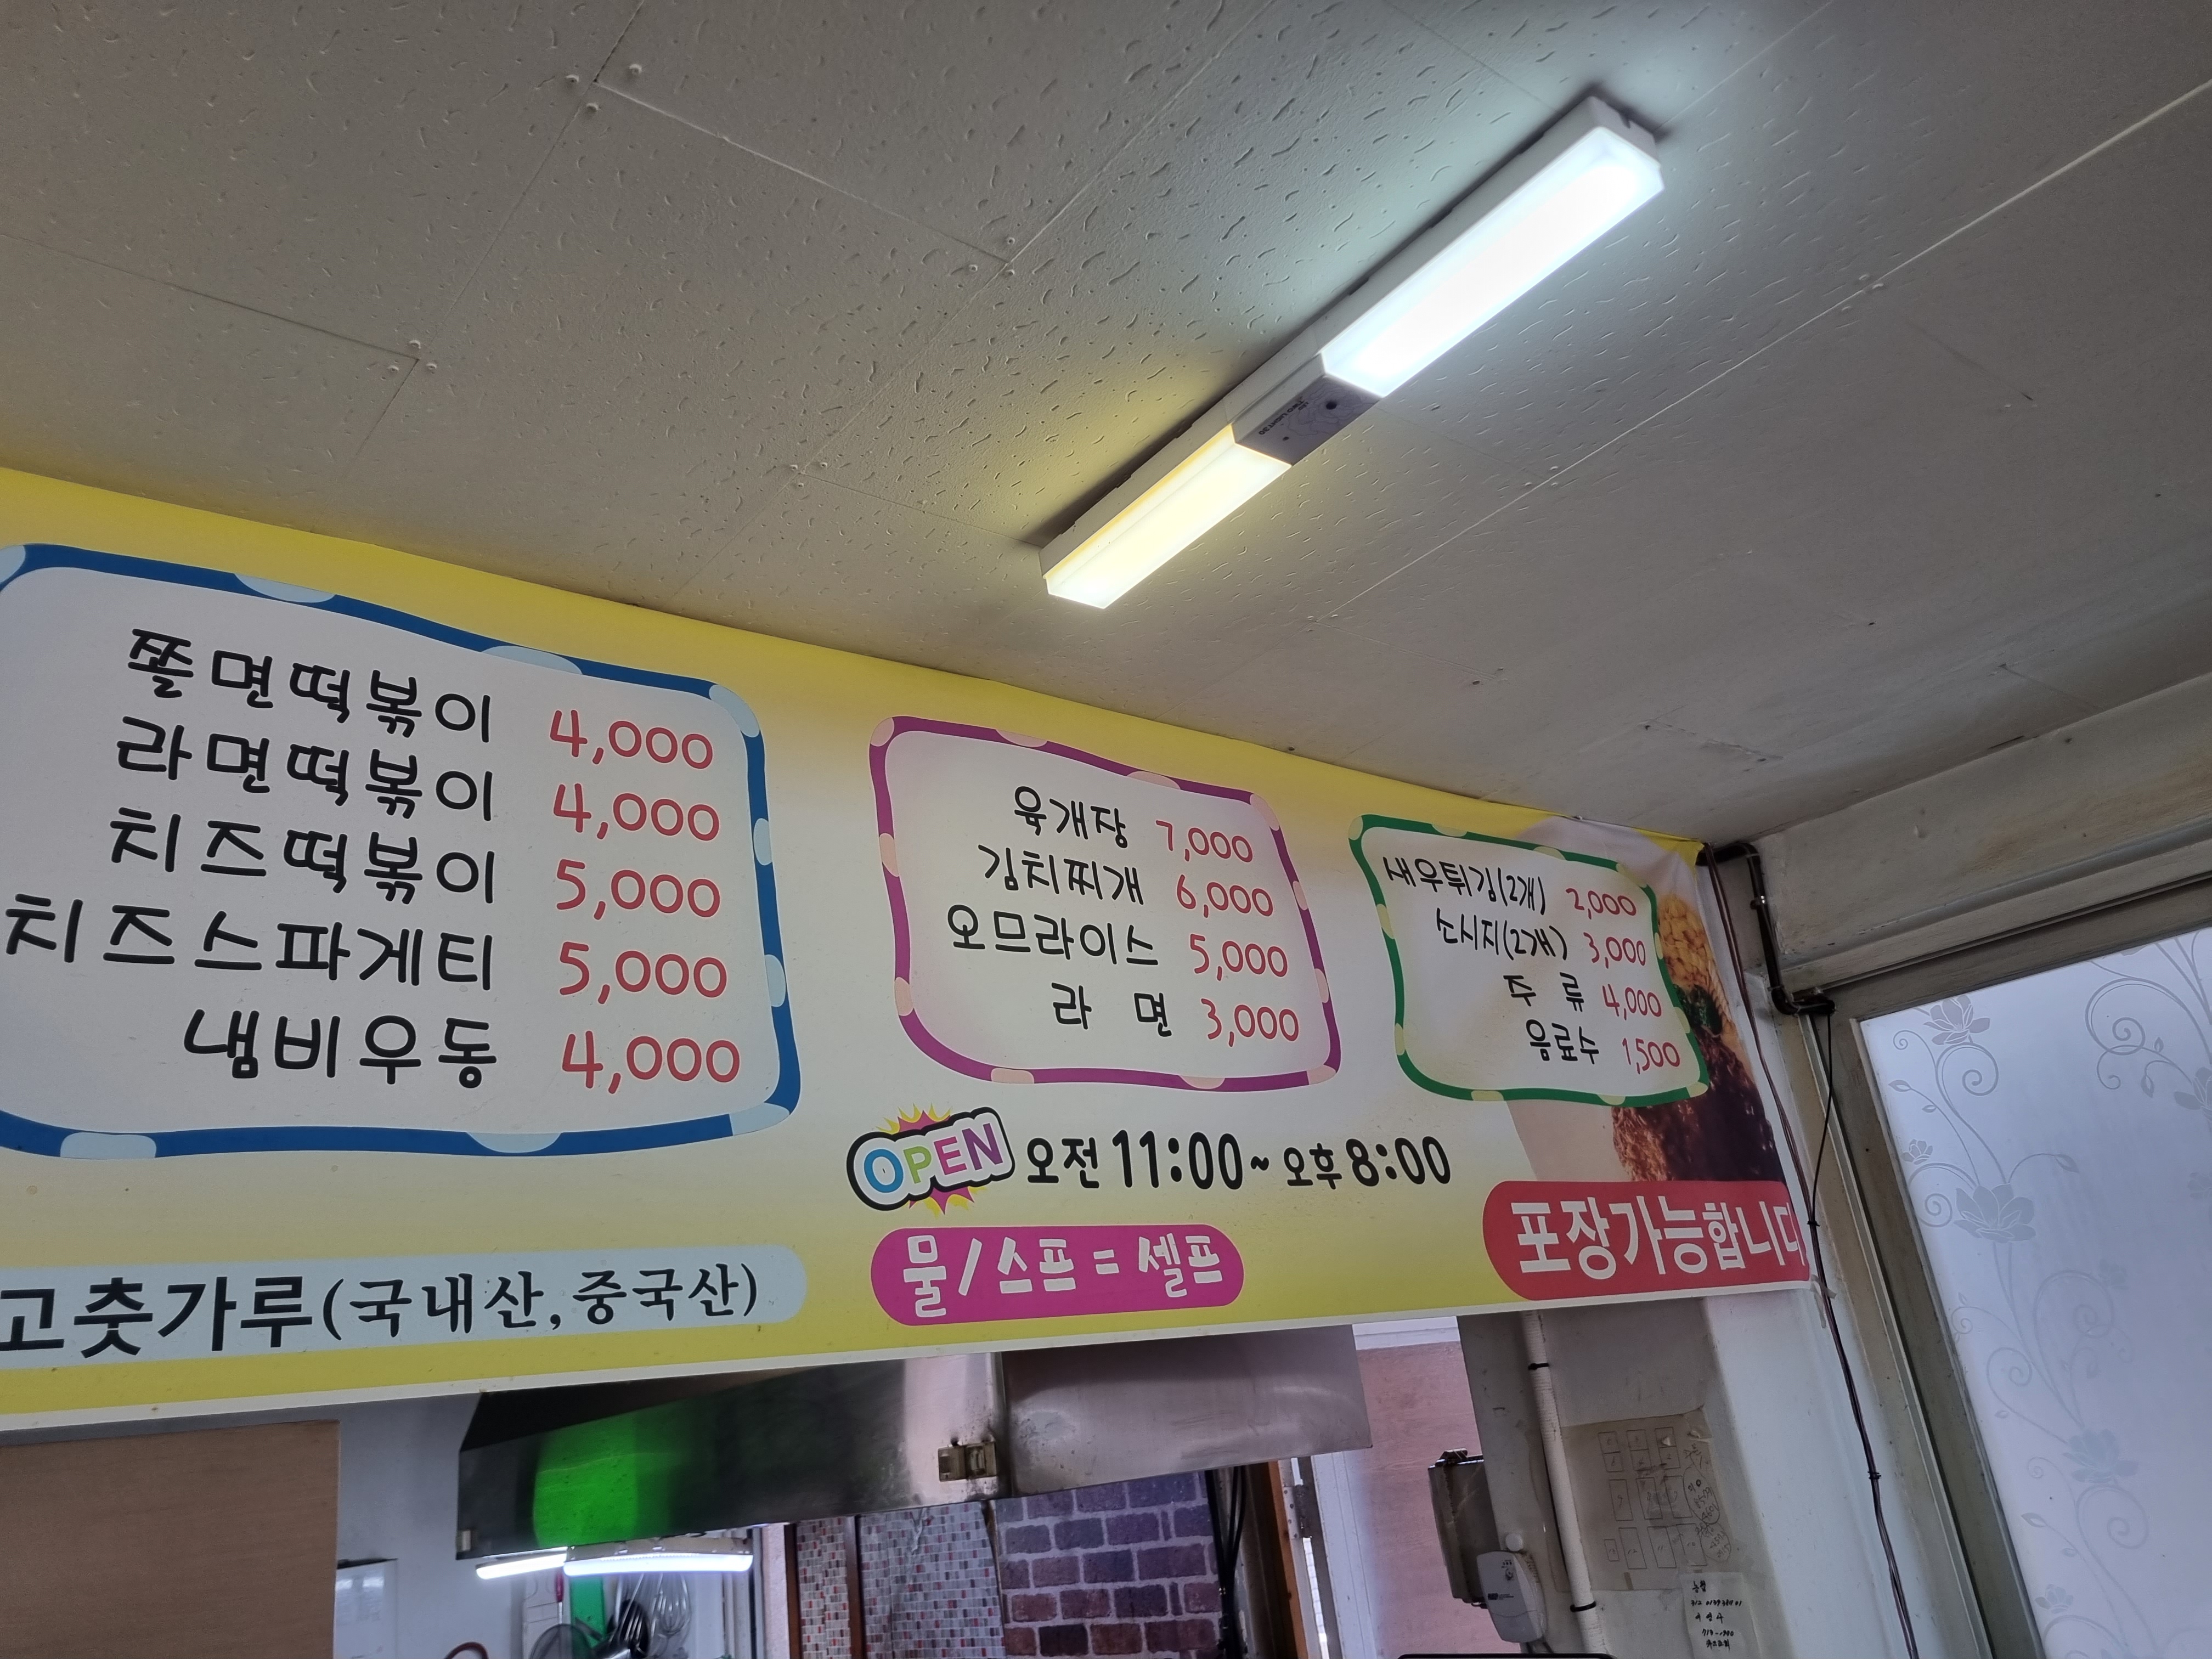 쫄면떡볶이 4,000
라면떡볶이 4,000
치즈떡볶이 5,000
치즈스파게티 5,000
냄비우동 4,000
육개장 7,000
김치찌개 6,000
오므라이스 5,000
라 면 3,000
새우튀김(2개) 2,000
소시지(2개) 3,000
주 류 4,000
음료수 1,500
OPEN 오전 11:00~ 오후 8:00
고춧가루(국내산,중국산)
물/스프=셀프
포장가능합니다
농협